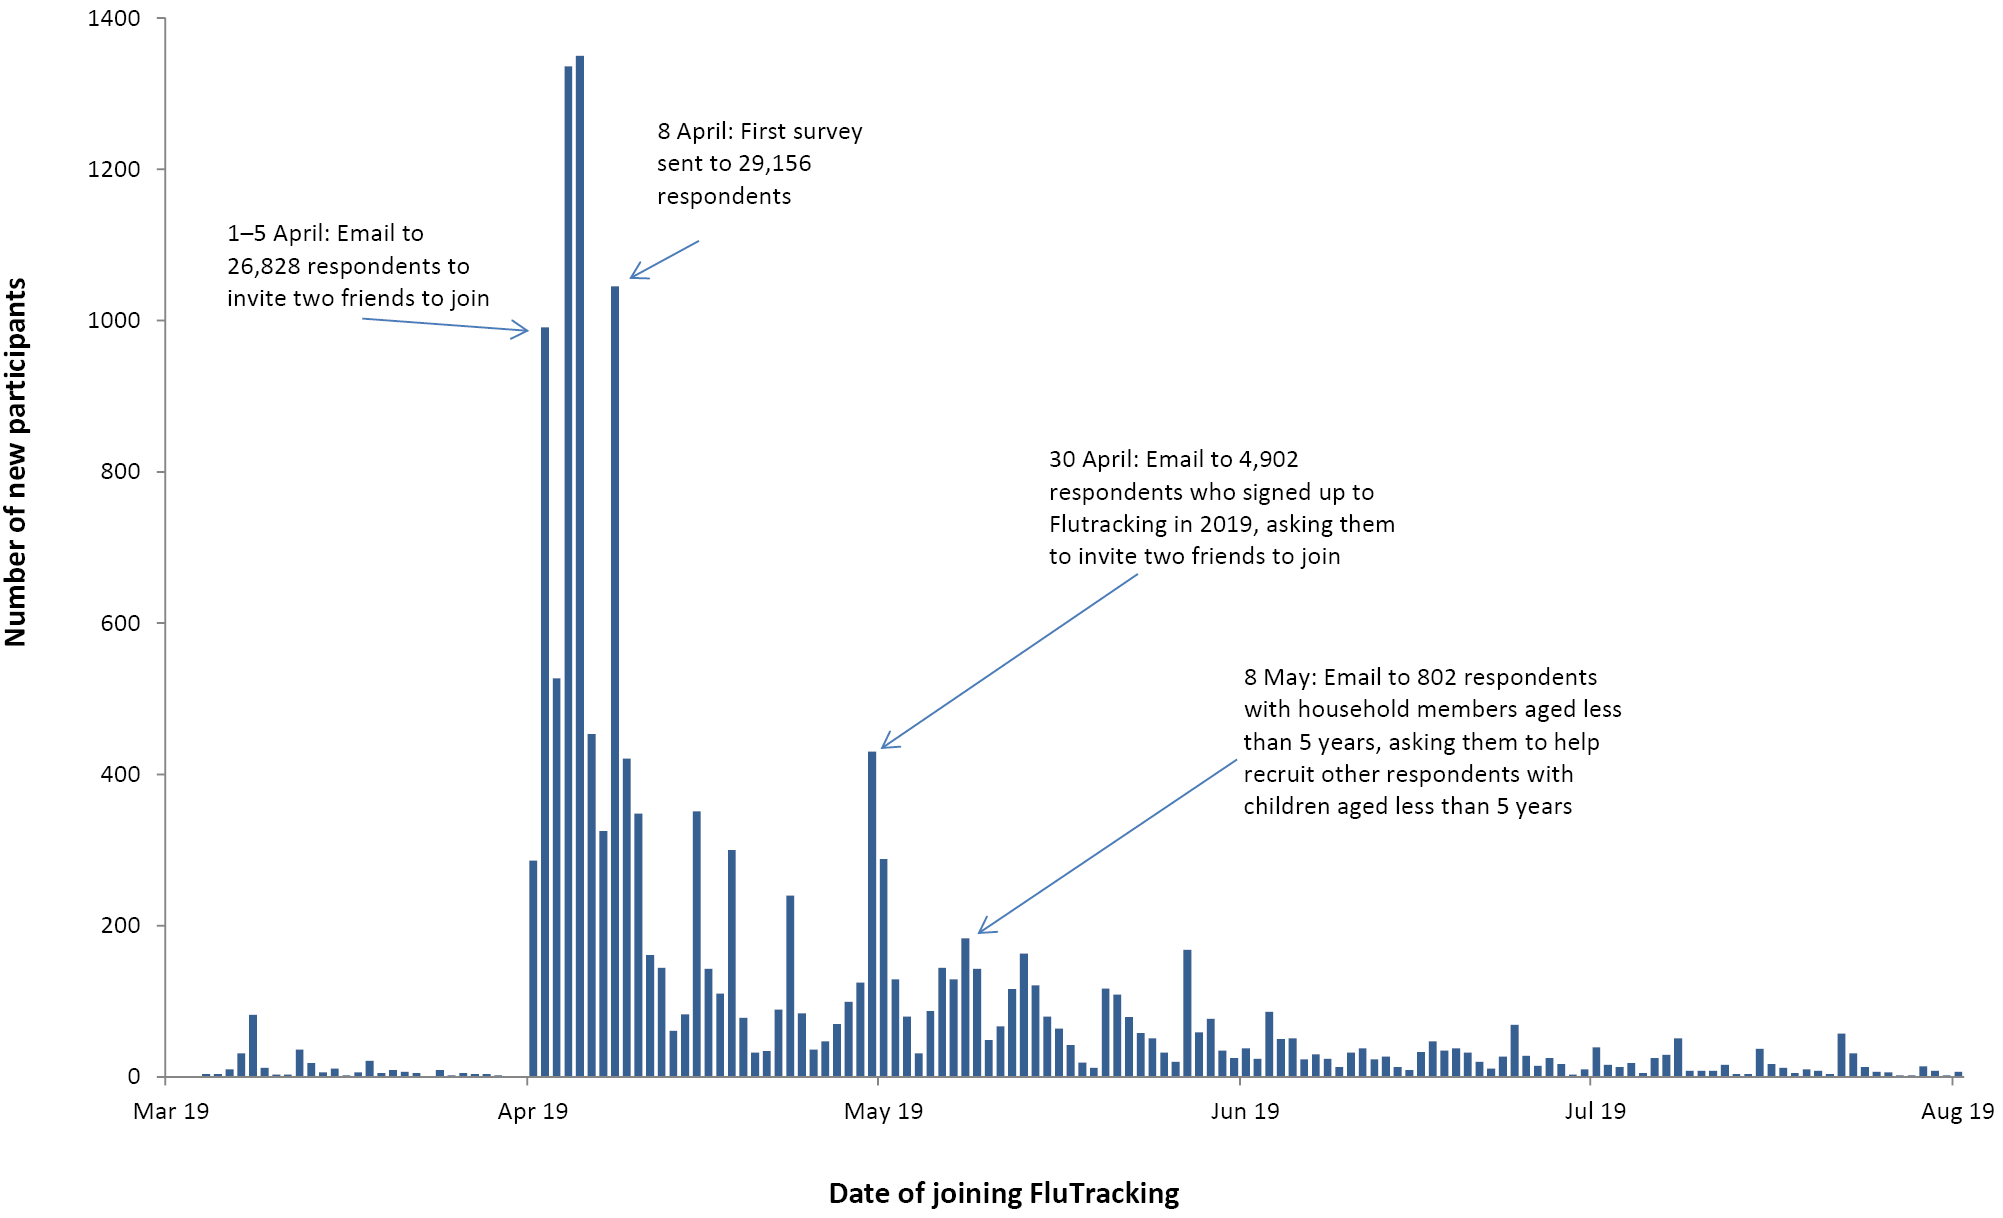 1400
1200
1000
800
600
400
200
0
Number of new participants
8 April: First survey
sent to 29,156
respondents
1–5 April: Email to
26,828 respondents to
invite two friends to join
30 April: Email to 4,902
respondents who signed up to
Flutracking in 2019, asking them
to invite two friends to join
8 May: Email to 802 respondents
with household members aged less
than 5 years, asking them to help
recruit other respondents with
children aged less than 5 years
Mar 19 Apr 19 May 19 Jun 19 Jul 19 Aug 19
Date of joining FluTracking